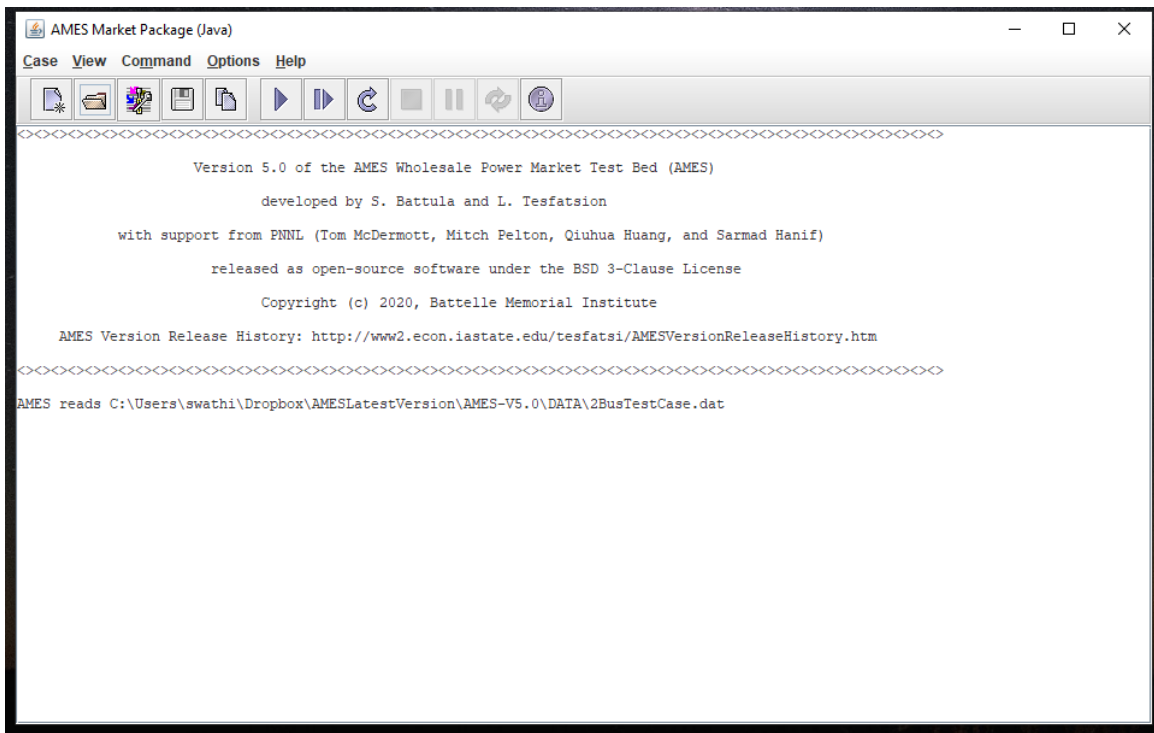 AMES Market Package (Java)
Case View Command Options Help
<><><><><><><><><><><><><><><><><><><><><><><><><><><><><><><><><><><><><><><><><><><><><><><><><><><><><><><>
Version 5.0 of the AMES Wholesale Power Market Test Bed (AMES)
developed by S. Battula and L. Tesfatsion
with support from PNNL (Tom McDermott, Mitch Pelton, Qiuhua Huang, and Sarmad Hanif)
released as open-source software under the BSD 3-Clause License
Copyright (c) 2020, Battelle Memorial Institute
AMES Version Release History: http://www2.econ.iastate.edu/tesfatsi/AMESVersionReleaseHistory.htm
<><><><><><><><><><><><><><><><><><><><><><><><><><><><><><><><><><><><><><><><><><><><><><><><><><><><><><><>
AMES reads C:\Users\swathi\Dropbox\AMESLatestVersion\AMES-V5.0\DATA\2BusTestCase.dat